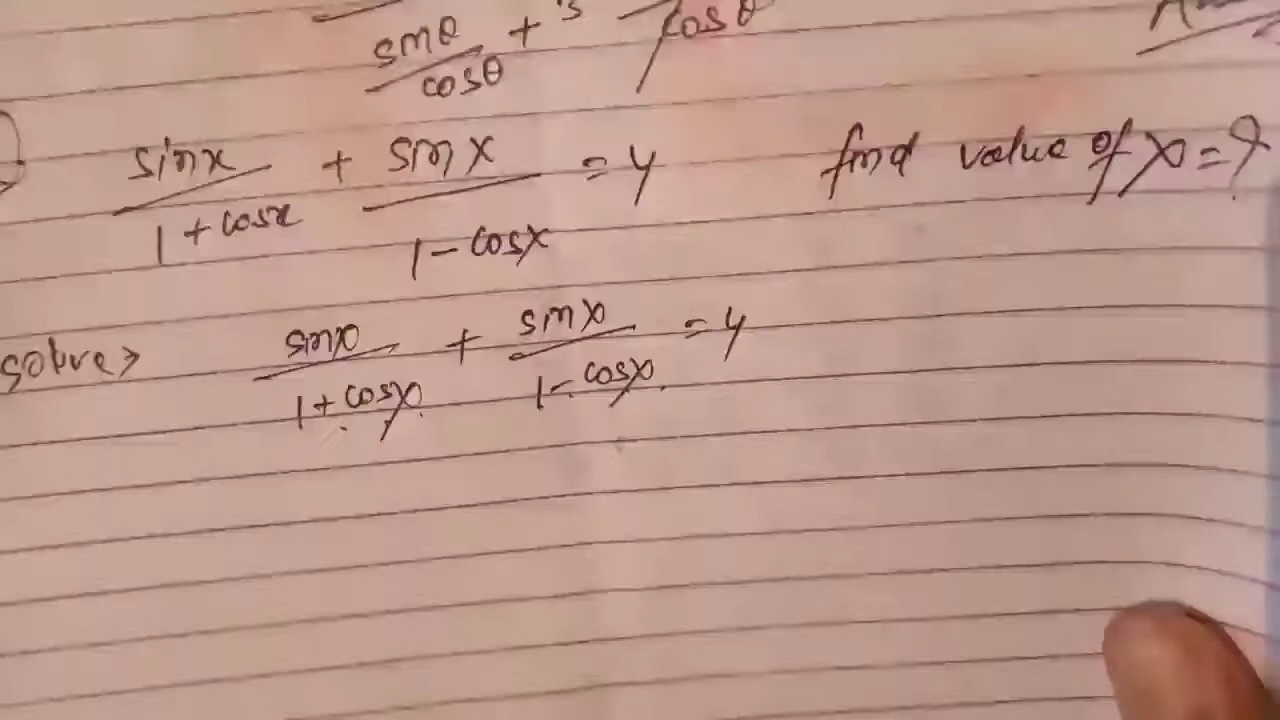 sinθ/cosθ + cosθ
sinx/(1 + cosx) + sinx/(1 - cosx) = 4 find value of x = ?
solve> sinx/(1 + cosx) + sinx/(1 - cosx) = 4